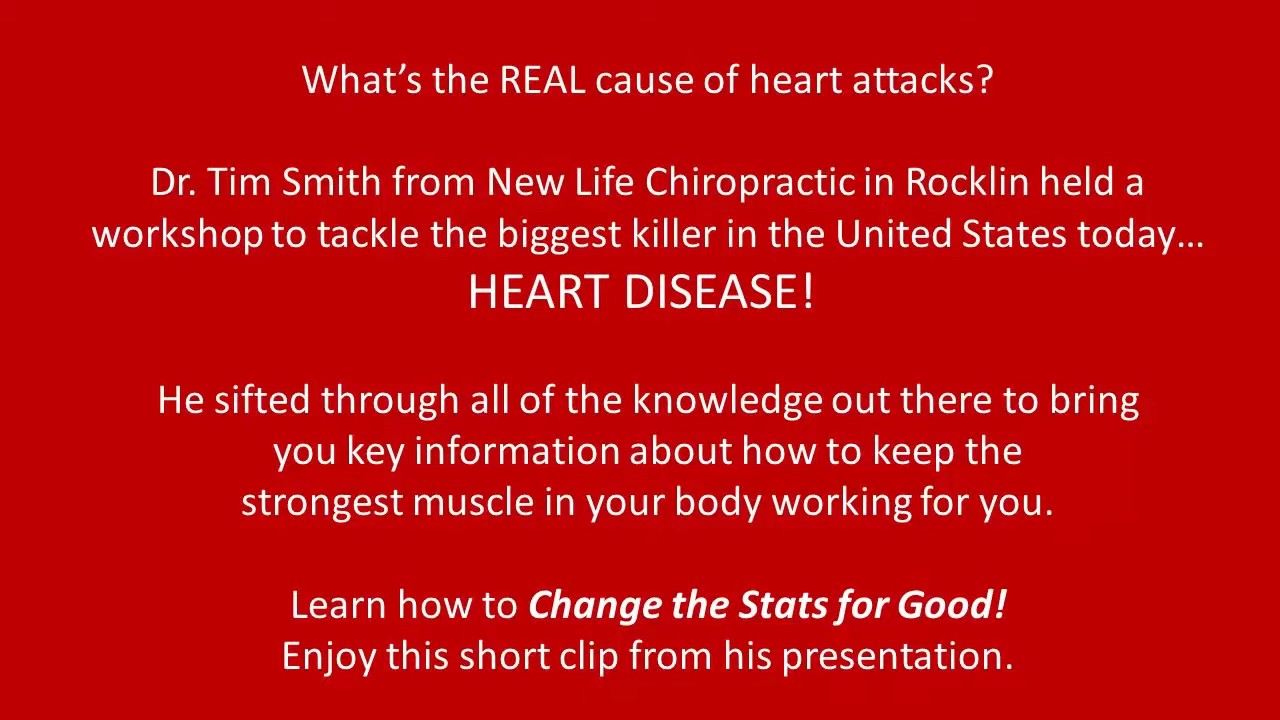 What’s the REAL cause of heart attacks?
Dr. Tim Smith from New Life Chiropractic in Rocklin held a
workshop to tackle the biggest killer in the United States today…
HEART DISEASE!
He sifted through all of the knowledge out there to bring
you key information about how to keep the
strongest muscle in your body working for you.
Learn how to Change the Stats for Good!
Enjoy this short clip from his presentation.